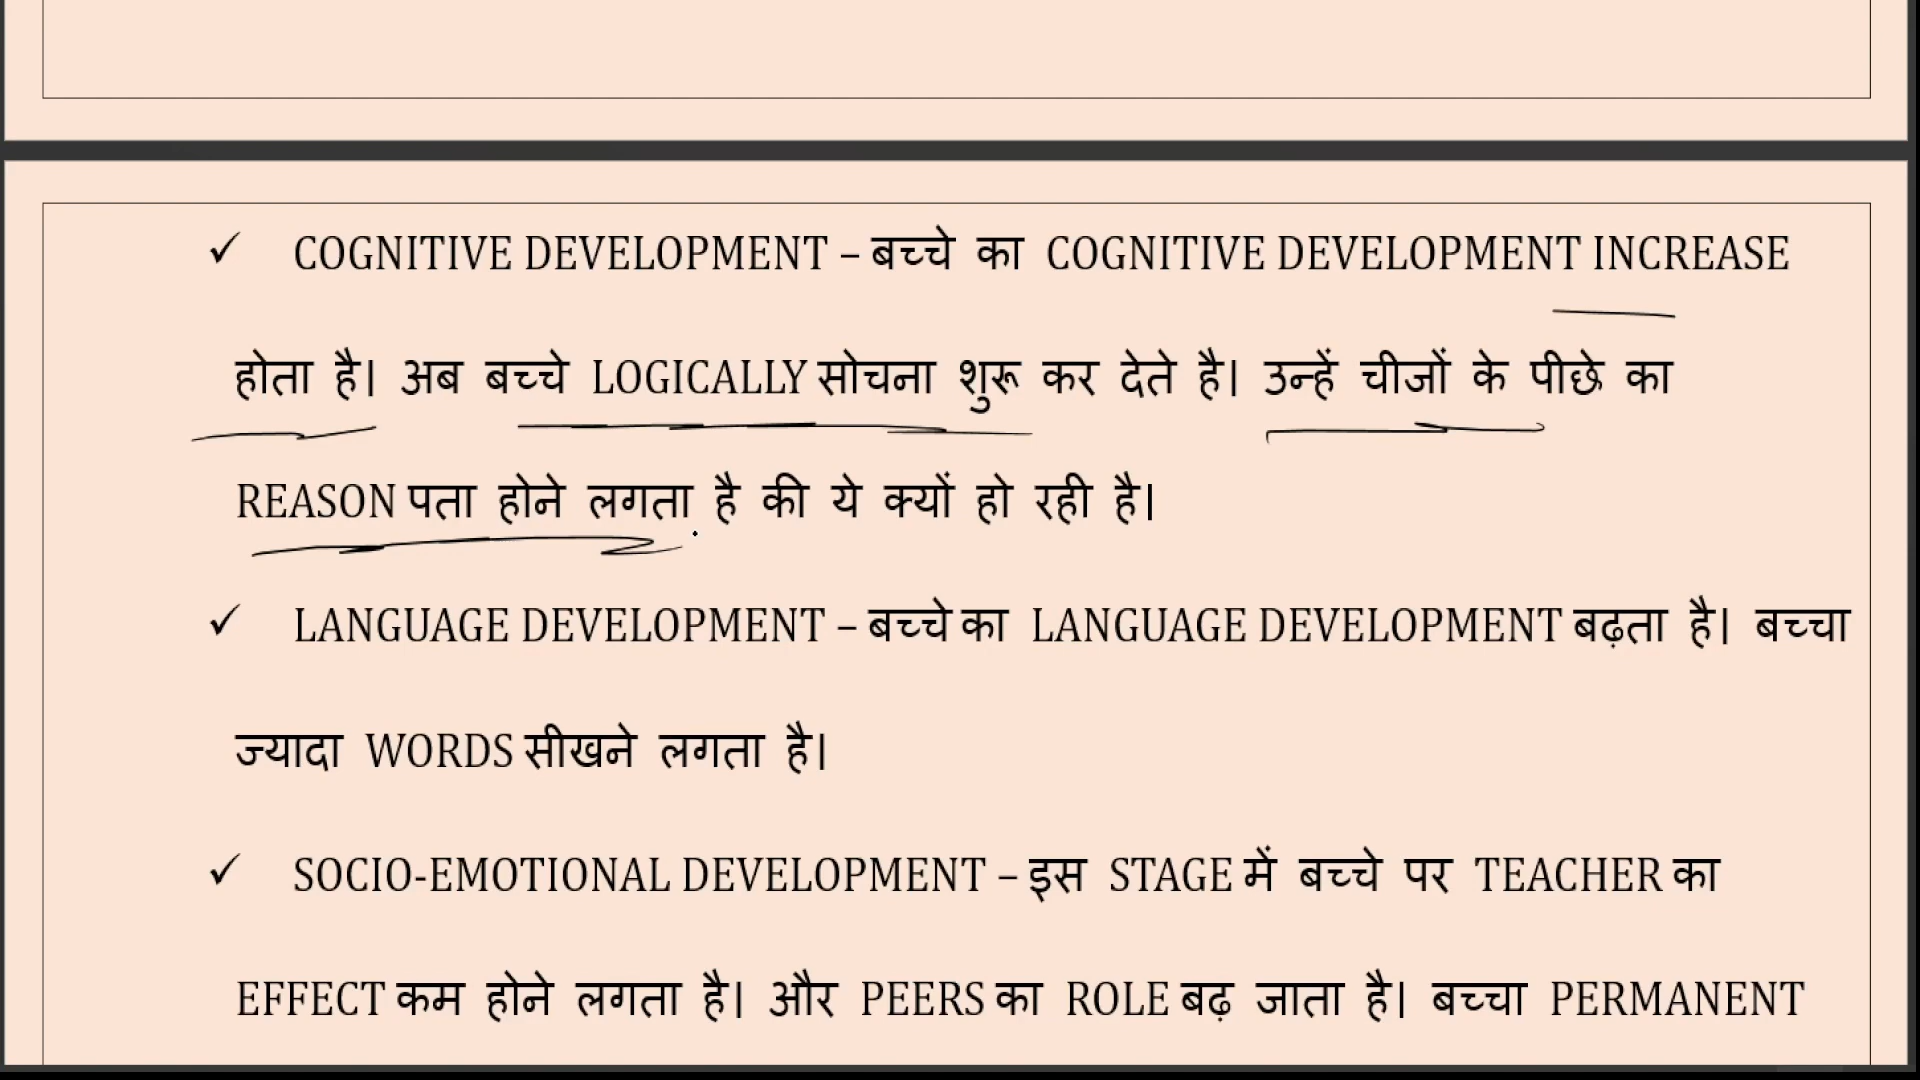 ✓ COGNITIVE DEVELOPMENT – बच्चे का COGNITIVE DEVELOPMENT INCREASE
होता है। अब बच्चे LOGICALLY सोचना शुरू कर देते है। उन्हें चीजों के पीछे का
REASON पता होने लगता है की ये क्यों हो रही है।
✓ LANGUAGE DEVELOPMENT – बच्चे का LANGUAGE DEVELOPMENT बढ़ता है। बच्चा
ज्यादा WORDS सीखने लगता है।
✓ SOCIO-EMOTIONAL DEVELOPMENT – इस STAGE में बच्चे पर TEACHER का
EFFECT कम होने लगता है। और PEERS का ROLE बढ़ जाता है। बच्चा PERMANENT